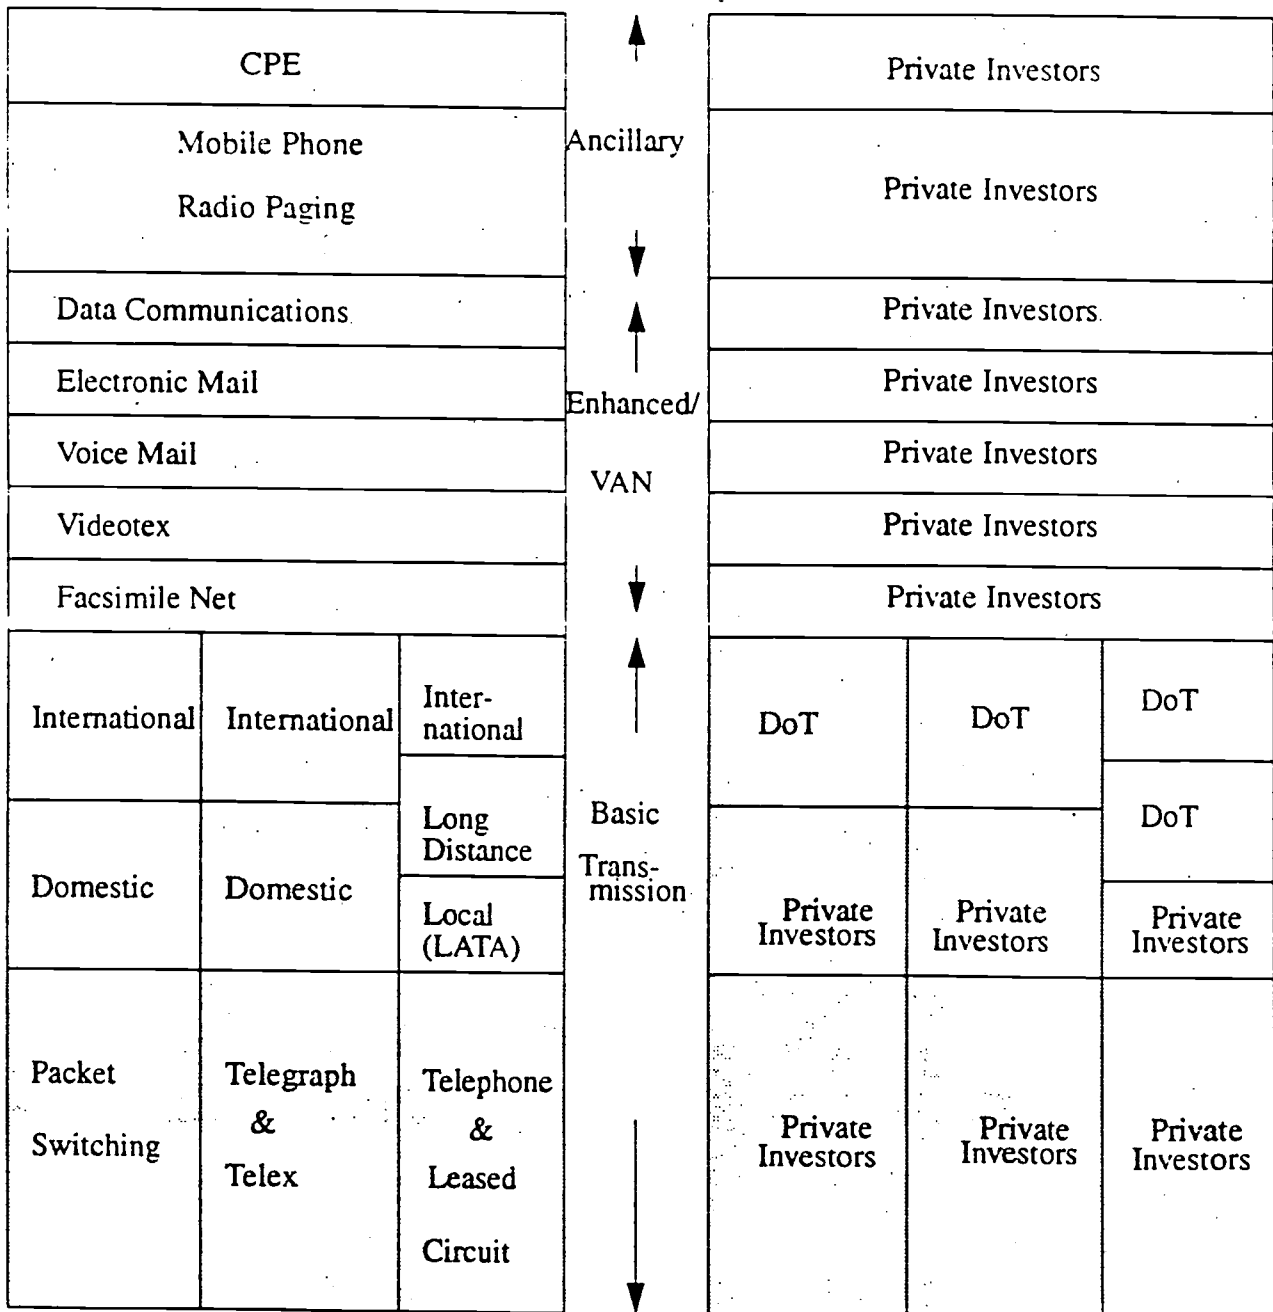 CPE
Mobile Phone
Radio Paging
Data Communications
Electronic Mail
Voice Mail
Videotex
Facsimile Net
International
International
Inter-
national
Long
Distance
Domestic
Domestic
Local
(LATA)
Packet
Switching
Telegraph
&
Telex
Telephone
&
Leased
Circuit
Ancillary
Enhanced/
VAN
Basic
Trans-
mission
Private Investors
Private Investors
Private Investors
Private Investors
Private Investors
Private Investors
Private Investors
DoT
DoT
DoT
DoT
Private
Investors
Private
Investors
Private
Investors
Private
Investors
Private
Investors
Private
Investors